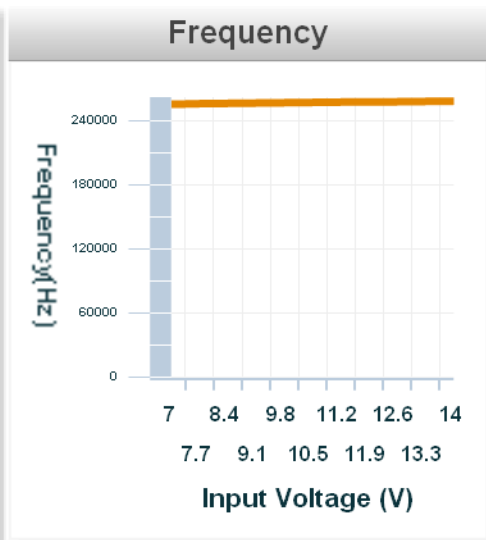 Frequency
240000
180000
120000
60000
0
Frequency(Hz)
7 8.4 9.8 11.2 12.6 14
7.7 9.1 10.5 11.9 13.3
Input Voltage (V)